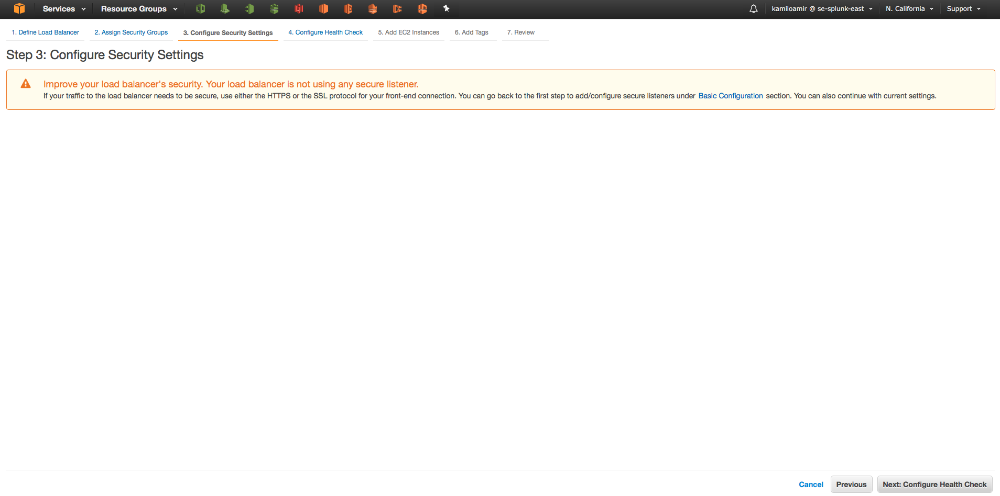 Services Resource Groups kamiloamir @ se-splunk-east N. California Support
1. Define Load Balancer 2. Assign Security Groups 3. Configure Security Settings 4. Configure Health Check 5. Add EC2 Instances 6. Add Tags 7. Review
Step 3: Configure Security Settings
Improve your load balancer's security. Your load balancer is not using any secure listener.
If your traffic to the load balancer needs to be secure, use either the HTTPS or the SSL protocol for your front-end connection. You can go back to the first step to add/configure secure listeners under Basic Configuration section. You can also continue with current settings.
Cancel Previous Next: Configure Health Check